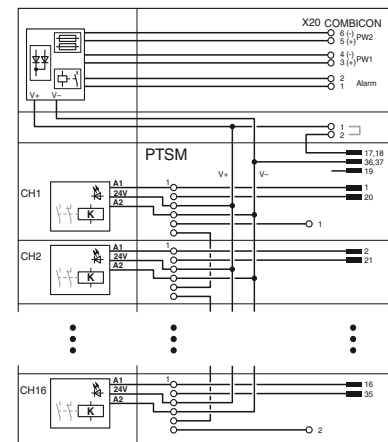 X20 COMBICON
6 (-)
5 (+) PW2
4 (-)
3 (+) PW1
2
1 Alarm
V+ V-
1
2
PTSM
17,18
36,37
19
V+ V-
CH1
A1
24V
A2
K
1
1
20
1
CH2
A1
24V
A2
K
1
2
21
CH16
A1
24V
A2
K
1
16
35
2